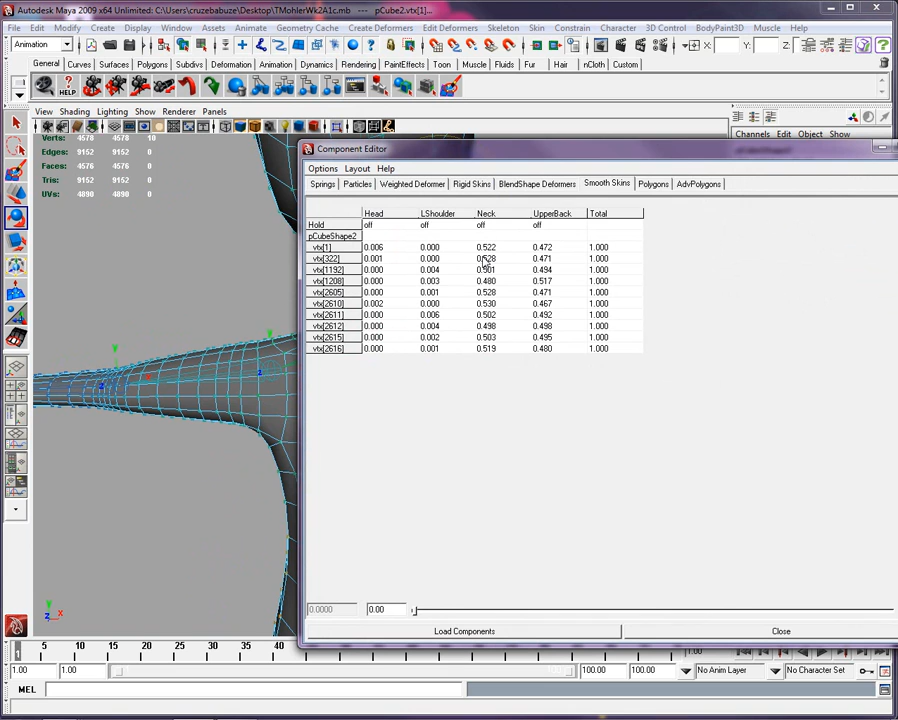 Autodesk Maya 2009 x64 Unlimited: C:\Users\cruzebabuze\Desktop\TMohlerWk2A1c.mb --- pCube2.vtx[1]...
File Edit Modify Create Display Window Assets Animate Geometry Cache Create Deformers Edit Deformers Skeleton Skin Constrain Character 3D Control BodyPaint3D Muscle Help
Animation X: Y: Z:
General Curves Surfaces Polygons Subdivs Deformation Animation Dynamics Rendering PaintEffects Toon Muscle Fluids Fur Hair nCloth Custom
HELP
View Shading Lighting Show Renderer Panels
Channels Edit Object Show
Verts: 4578 4578 10
Edges: 9152 9152 0
Faces: 4576 4576 0
Tris: 9152 9152 0
UVs: 4890 4890 0
Component Editor
Options Layout Help
Springs Particles Weighted Deformer Rigid Skins BlendShape Deformers Smooth Skins Polygons AdvPolygons
Head LShoulder Neck UpperBack Total
Hold off off off off
pCubeShape2
vtx[1] 0.006 0.000 0.522 0.472 1.000
vtx[322] 0.001 0.000 0.528 0.471 1.000
vtx[1192] 0.000 0.004 0.501 0.494 1.000
vtx[1208] 0.000 0.003 0.480 0.517 1.000
vtx[2605] 0.000 0.001 0.528 0.471 1.000
vtx[2610] 0.002 0.000 0.530 0.467 1.000
vtx[2611] 0.000 0.006 0.502 0.492 1.000
vtx[2612] 0.000 0.004 0.498 0.498 1.000
vtx[2615] 0.000 0.002 0.503 0.495 1.000
vtx[2616] 0.000 0.001 0.519 0.480 1.000
y
y
z
z
y
z x
0.0000 0.00
Load Components Close
1 5 10 15 20 25 30 35 40 1.00
1.00 1.00 100.00 100.00 No Anim Layer No Character Set
MEL